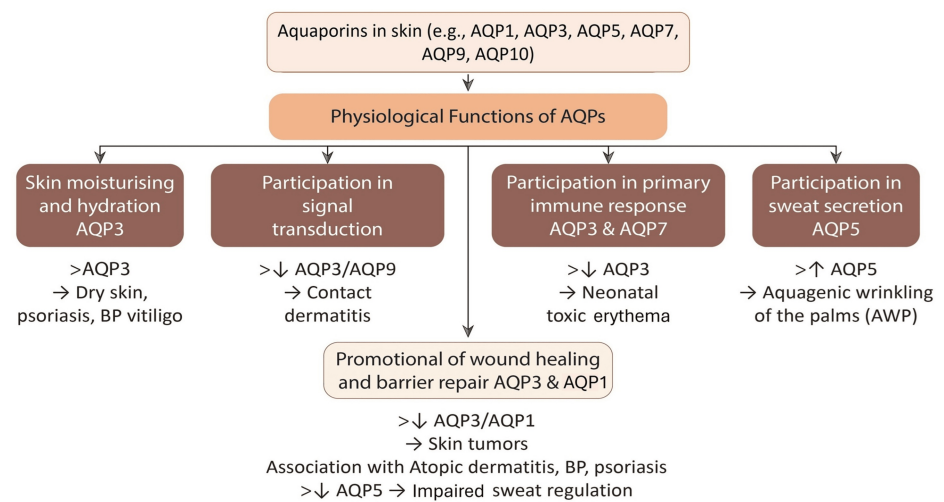 Aquaporins in skin (e.g., AQP1, AQP3, AQP5, AQP7,
AQP9, AQP10)
Physiological Functions of AQPs
Skin moisturising
and hydration
AQP3
>AQP3
→ Dry skin,
psoriasis, BP vitiligo
Participation in
signal
transduction
>↓ AQP3/AQP9
→ Contact
dermatitis
Participation in primary
immune response
AQP3 & AQP7
>↓ AQP3
→ Neonatal
toxic erythema
Participation in
sweat secretion
AQP5
>↑ AQP5
→ Aquagenic wrinkling
of the palms (AWP)
Promotional of wound healing
and barrier repair AQP3 & AQP1
>↓ AQP3/AQP1
→ Skin tumors
Association with Atopic dermatitis, BP, psoriasis
>↓ AQP5 → Impaired sweat regulation